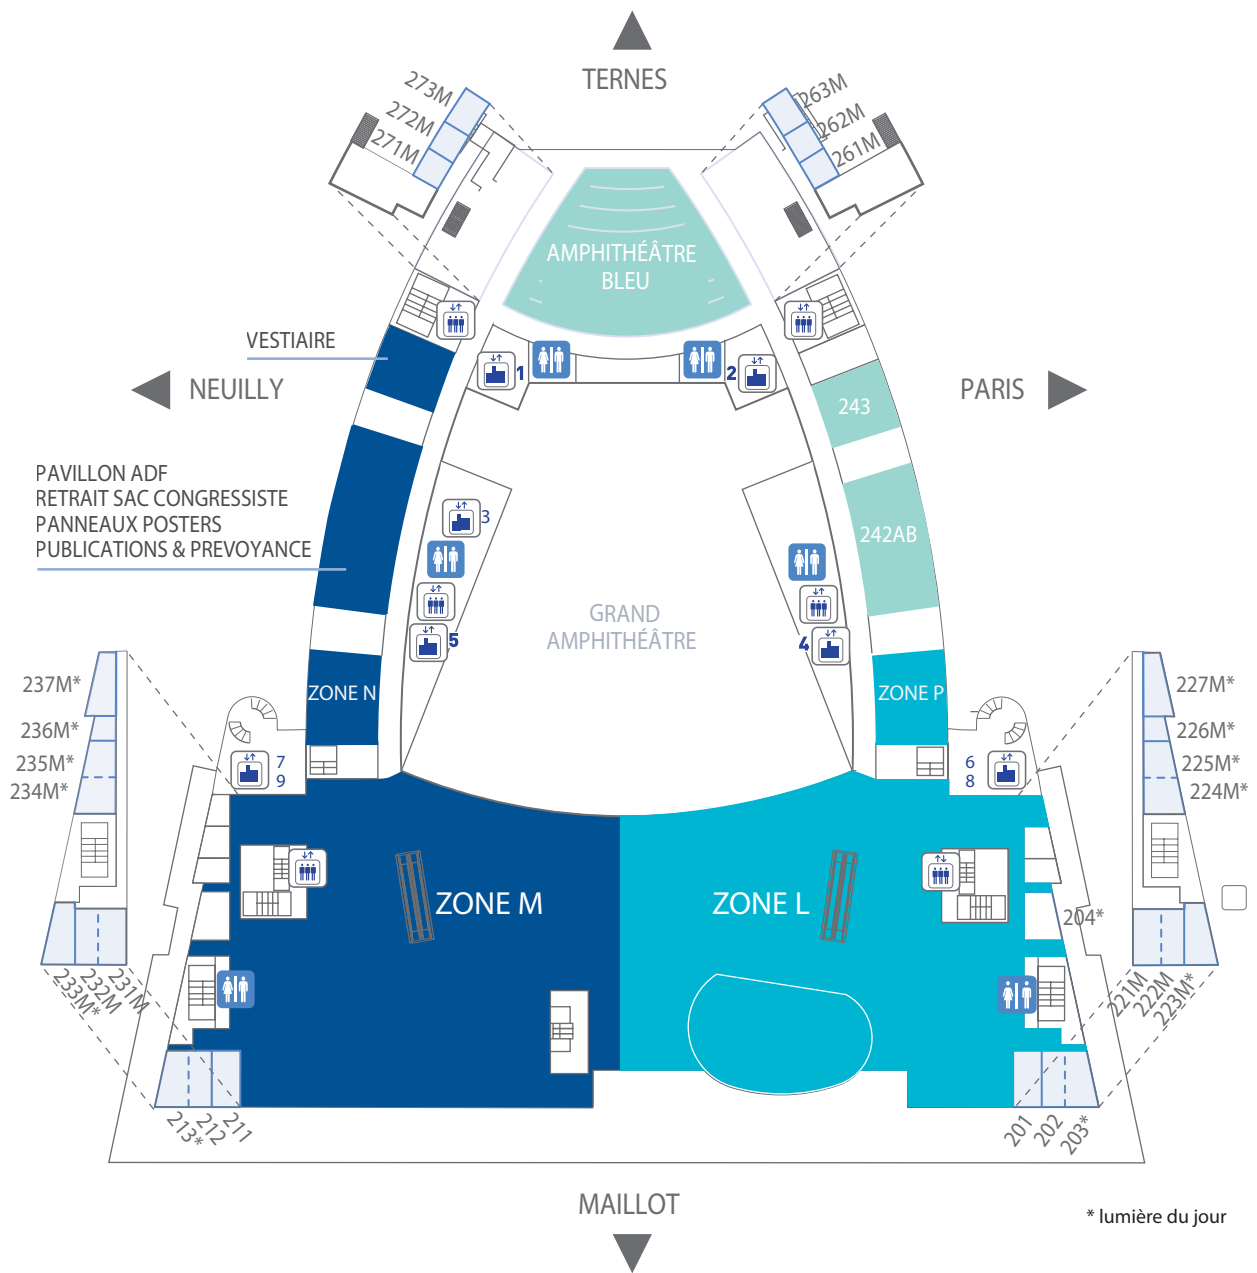 TERNES
273M
272M
271M
263M
262M
261M
AMPHITHÉÂTRE
BLEU
VESTIAIRE
1
2
NEUILLY
PARIS
243
PAVILLON ADF
RETRAIT SAC CONGRESSISTE
PANNEAUX POSTERS
PUBLICATIONS & PREVOYANCE
3
242AB
GRAND
AMPHITHÉÂTRE
5
4
237M*
236M*
235M*
234M*
ZONE N
ZONE P
227M*
226M*
225M*
224M*
7
9
6
8
ZONE M
ZONE L
204*
233M*
232M
231M
221M
222M
223M*
213*
212
211
201
202
203*
MAILLOT
* lumière du jour